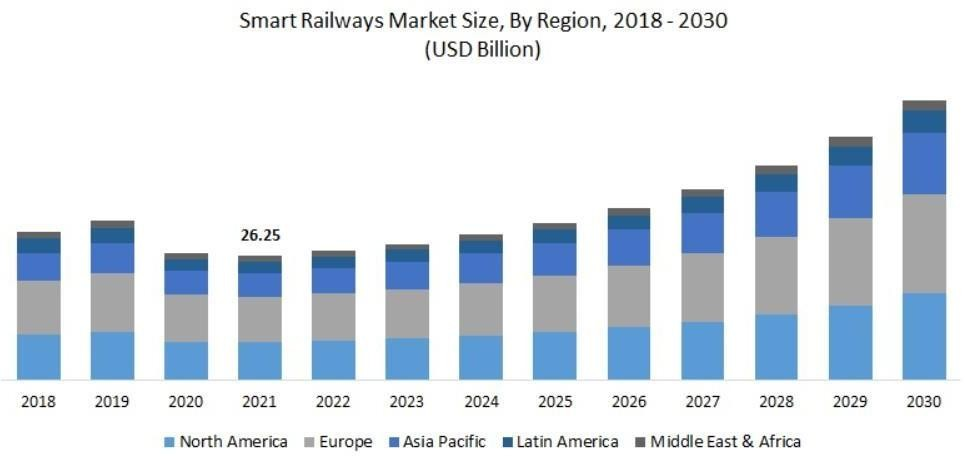 Smart Railways Market Size, By Region, 2018 - 2030
(USD Billion)
26.25
2018 2019 2020 2021 2022 2023 2024 2025 2026 2027 2028 2029 2030
North America Europe Asia Pacific Latin America Middle East & Africa